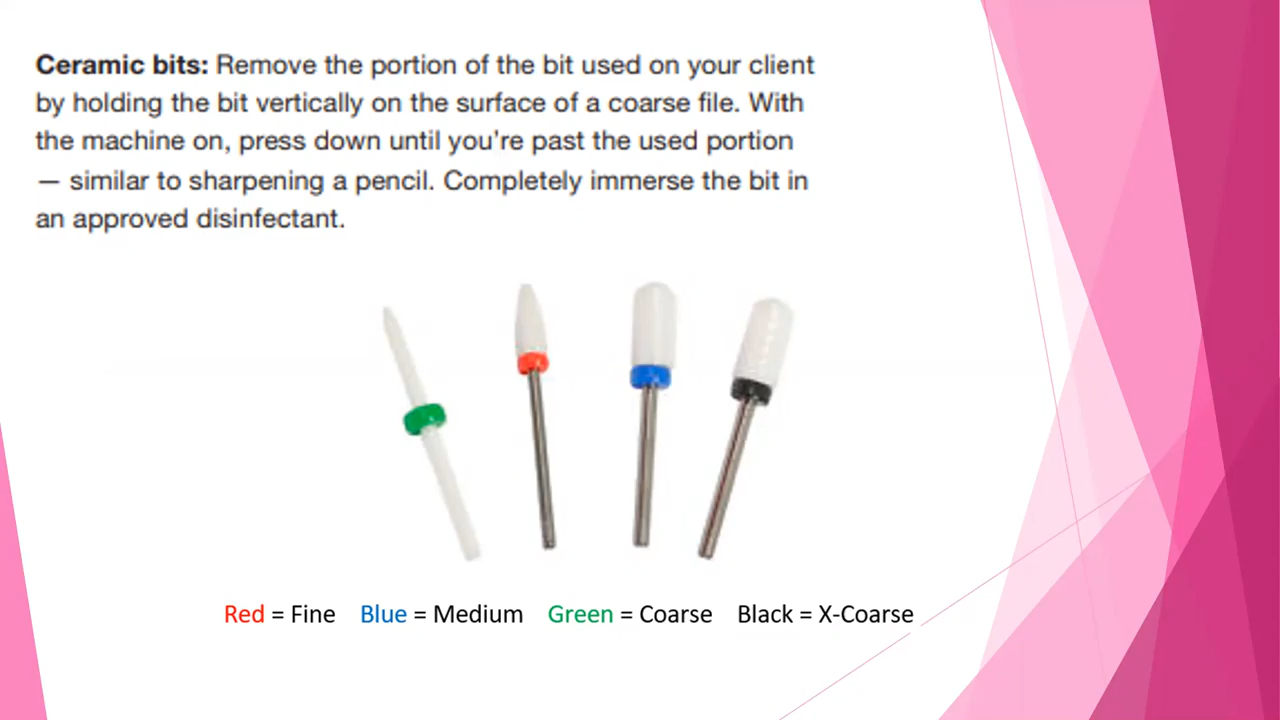 Ceramic bits: Remove the portion of the bit used on your client
by holding the bit vertically on the surface of a coarse file. With
the machine on, press down until you're past the used portion
— similar to sharpening a pencil. Completely immerse the bit in
an approved disinfectant.
Red = Fine Blue = Medium Green = Coarse Black = X-Coarse